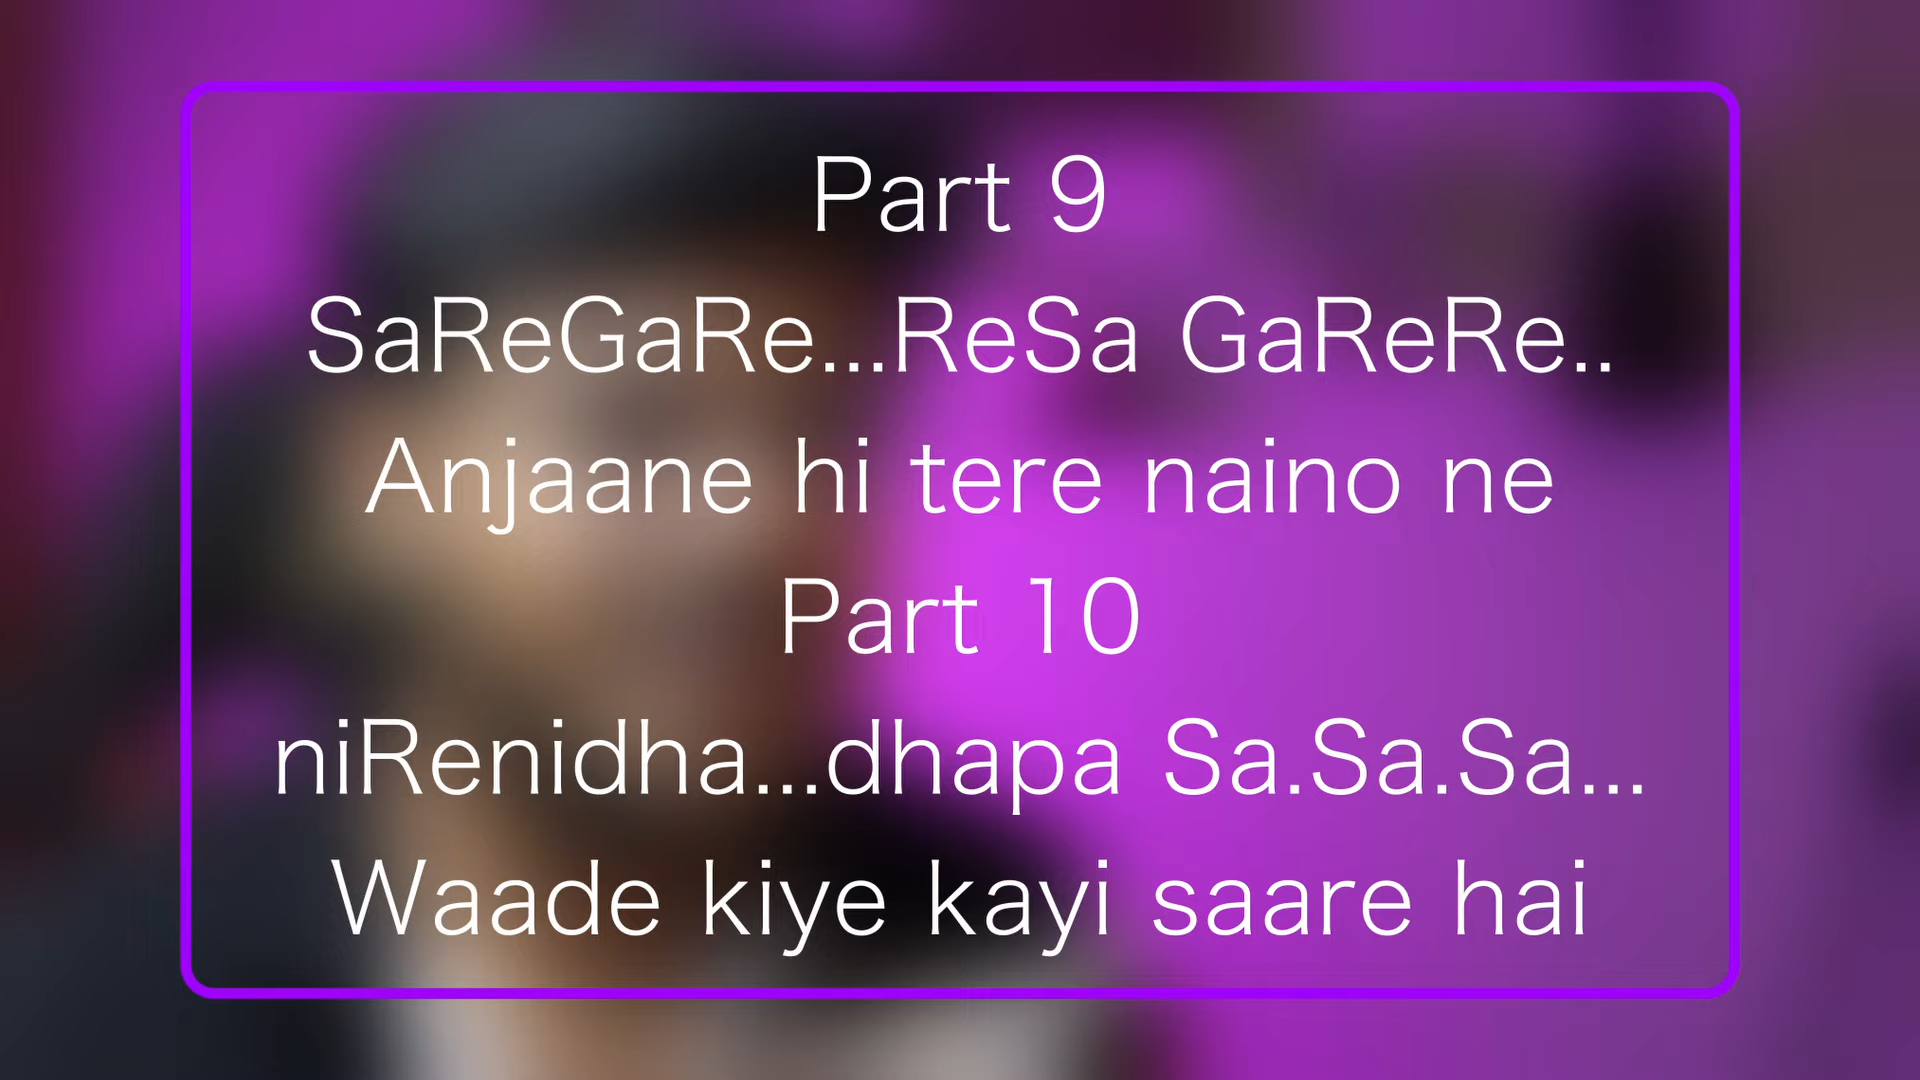 Part 9
SaReGaRe...ReSa GaReRe..
Anjaane hi tere naino ne
Part 10
niRenidha...dhapa Sa.Sa.Sa...
Waade kiye kayi saare hai